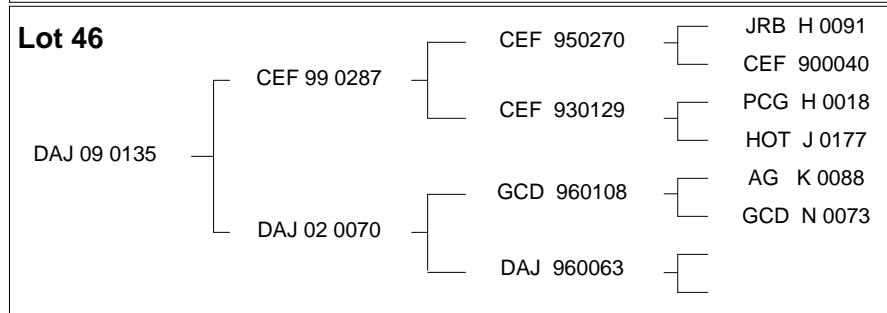 Lot 46
DAJ 09 0135
CEF 99 0287
DAJ 02 0070
CEF 950270
CEF 930129
GCD 960108
DAJ 960063
JRB H 0091
CEF 900040
PCG H 0018
HOT J 0177
AG K 0088
GCD N 0073